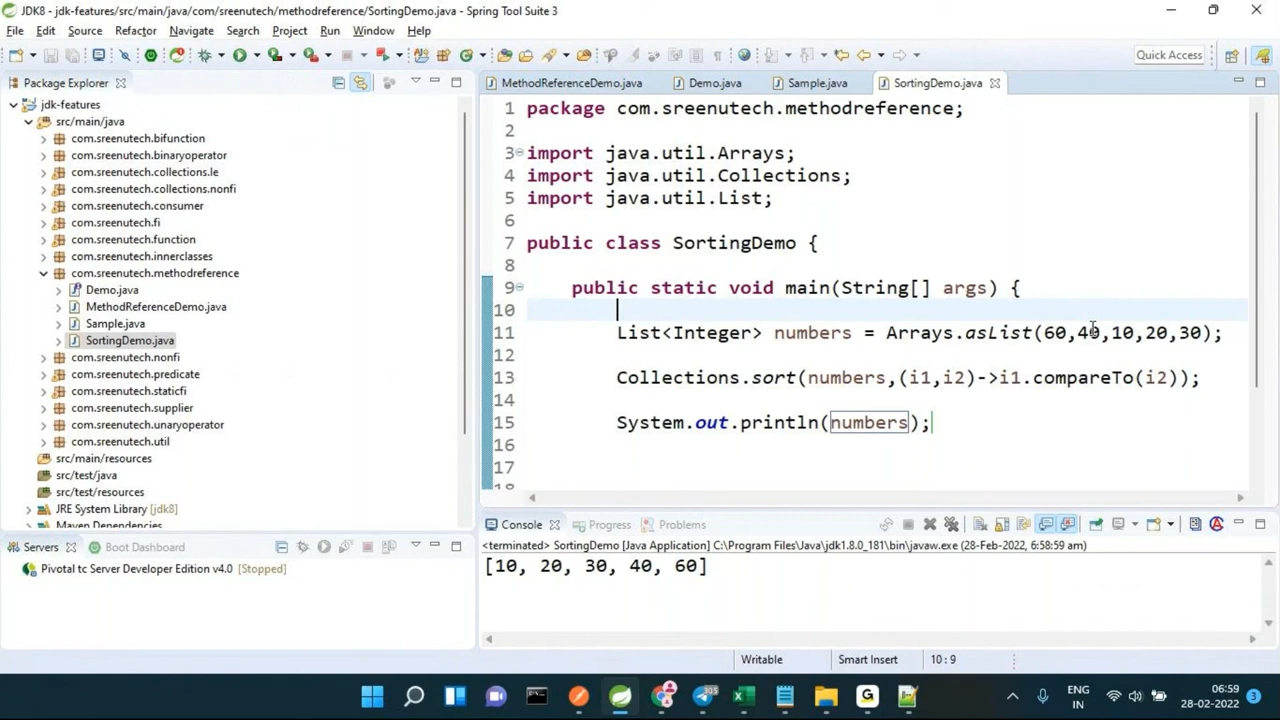 JDK8 - jdk-features/src/main/java/com/sreenutech/methodreference/SortingDemo.java - Spring Tool Suite 3
File Edit Source Refactor Navigate Search Project Run Window Help
Quick Access
Package Explorer
jdk-features
src/main/java
com.sreenutech.bifunction
com.sreenutech.binaryoperator
com.sreenutech.collections.le
com.sreenutech.collections.nonfi
com.sreenutech.consumer
com.sreenutech.fi
com.sreenutech.function
com.sreenutech.innerclasses
com.sreenutech.methodreference
Demo.java
MethodReferenceDemo.java
Sample.java
SortingDemo.java
com.sreenutech.nonfi
com.sreenutech.predicate
com.sreenutech.staticfi
com.sreenutech.supplier
com.sreenutech.unaryoperator
com.sreenutech.util
src/main/resources
src/test/java
src/test/resources
JRE System Library [jdk8]
Maven Dependencies
Servers Boot Dashboard
Pivotal tc Server Developer Edition v4.0 [Stopped]
MethodReferenceDemo.java Demo.java Sample.java SortingDemo.java
1 package com.sreenutech.methodreference;
2
3 import java.util.Arrays;
4 import java.util.Collections;
5 import java.util.List;
6
7 public class SortingDemo {
8
9 public static void main(String[] args) {
10
11 List<Integer> numbers = Arrays.asList(60,40,10,20,30);
12
13 Collections.sort(numbers,(i1,i2)->i1.compareTo(i2));
14
15 System.out.println(numbers);
16
17
18
Console Progress Problems
<terminated> SortingDemo [Java Application] C:\Program Files\Java\jdk1.8.0_181\bin\javaw.exe (28-Feb-2022, 6:58:59 am)
[10, 20, 30, 40, 60]
Writable Smart Insert 10 : 9
ENG
IN
06:59
28-02-2022
3